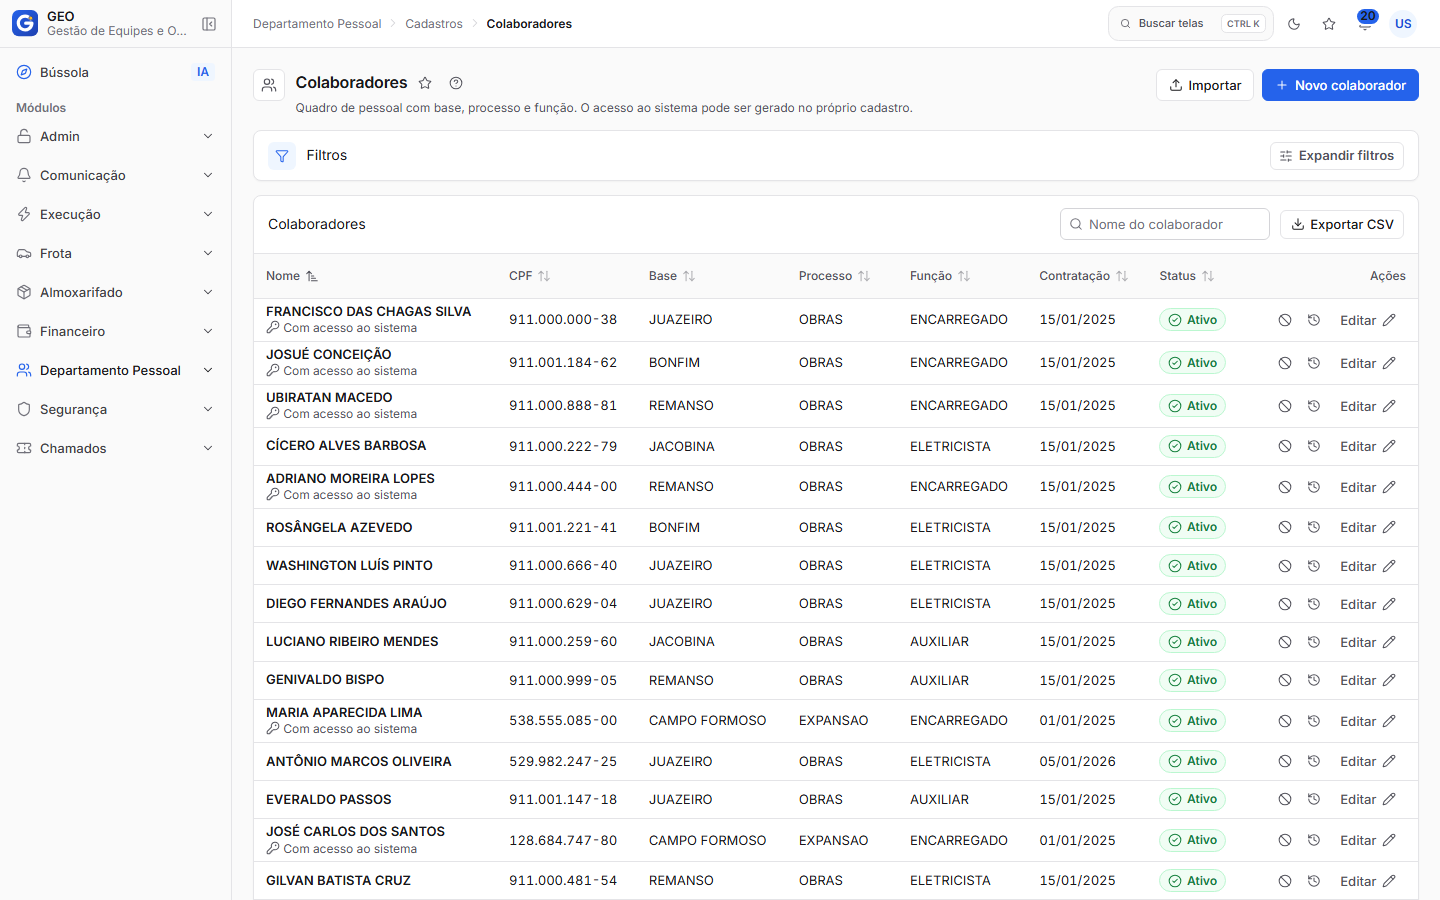 GEO
Gestão de Equipes e O...
Bússola IA
Módulos
Admin
Comunicação
Execução
Frota
Almoxarifado
Financeiro
Departamento Pessoal
Segurança
Chamados
Departamento Pessoal Cadastros Colaboradores
Buscar telas CTRL K 20 US
Colaboradores
Quadro de pessoal com base, processo e função. O acesso ao sistema pode ser gerado no próprio cadastro.
Importar Novo colaborador
Filtros Expandir filtros
Colaboradores Nome do colaborador Exportar CSV
Nome CPF Base Processo Função Contratação Status Ações
FRANCISCO DAS CHAGAS SILVA 911.000.000-38 JUAZEIRO OBRAS ENCARREGADO 15/01/2025 Ativo Editar
Com acesso ao sistema
JOSUÉ CONCEIÇÃO 911.001.184-62 BONFIM OBRAS ENCARREGADO 15/01/2025 Ativo Editar
Com acesso ao sistema
UBIRATAN MACEDO 911.000.888-81 REMANSO OBRAS ENCARREGADO 15/01/2025 Ativo Editar
Com acesso ao sistema
CÍCERO ALVES BARBOSA 911.000.222-79 JACOBINA OBRAS ELETRICISTA 15/01/2025 Ativo Editar
ADRIANO MOREIRA LOPES 911.000.444-00 REMANSO OBRAS ENCARREGADO 15/01/2025 Ativo Editar
Com acesso ao sistema
ROSÂNGELA AZEVEDO 911.001.221-41 BONFIM OBRAS ELETRICISTA 15/01/2025 Ativo Editar
WASHINGTON LUÍS PINTO 911.000.666-40 JUAZEIRO OBRAS ELETRICISTA 15/01/2025 Ativo Editar
DIEGO FERNANDES ARAÚJO 911.000.629-04 JUAZEIRO OBRAS ELETRICISTA 15/01/2025 Ativo Editar
LUCIANO RIBEIRO MENDES 911.000.259-60 JACOBINA OBRAS AUXILIAR 15/01/2025 Ativo Editar
GENIVALDO BISPO 911.000.999-05 REMANSO OBRAS AUXILIAR 15/01/2025 Ativo Editar
MARIA APARECIDA LIMA 538.555.085-00 CAMPO FORMOSO EXPANSAO ENCARREGADO 01/01/2025 Ativo Editar
Com acesso ao sistema
ANTÔNIO MARCOS OLIVEIRA 529.982.247-25 JUAZEIRO OBRAS ELETRICISTA 05/01/2026 Ativo Editar
EVERALDO PASSOS 911.001.147-18 JUAZEIRO OBRAS AUXILIAR 15/01/2025 Ativo Editar
JOSÉ CARLOS DOS SANTOS 128.684.747-80 CAMPO FORMOSO EXPANSAO ENCARREGADO 01/01/2025 Ativo Editar
Com acesso ao sistema
GILVAN BATISTA CRUZ 911.000.481-54 REMANSO OBRAS ELETRICISTA 15/01/2025 Ativo Editar